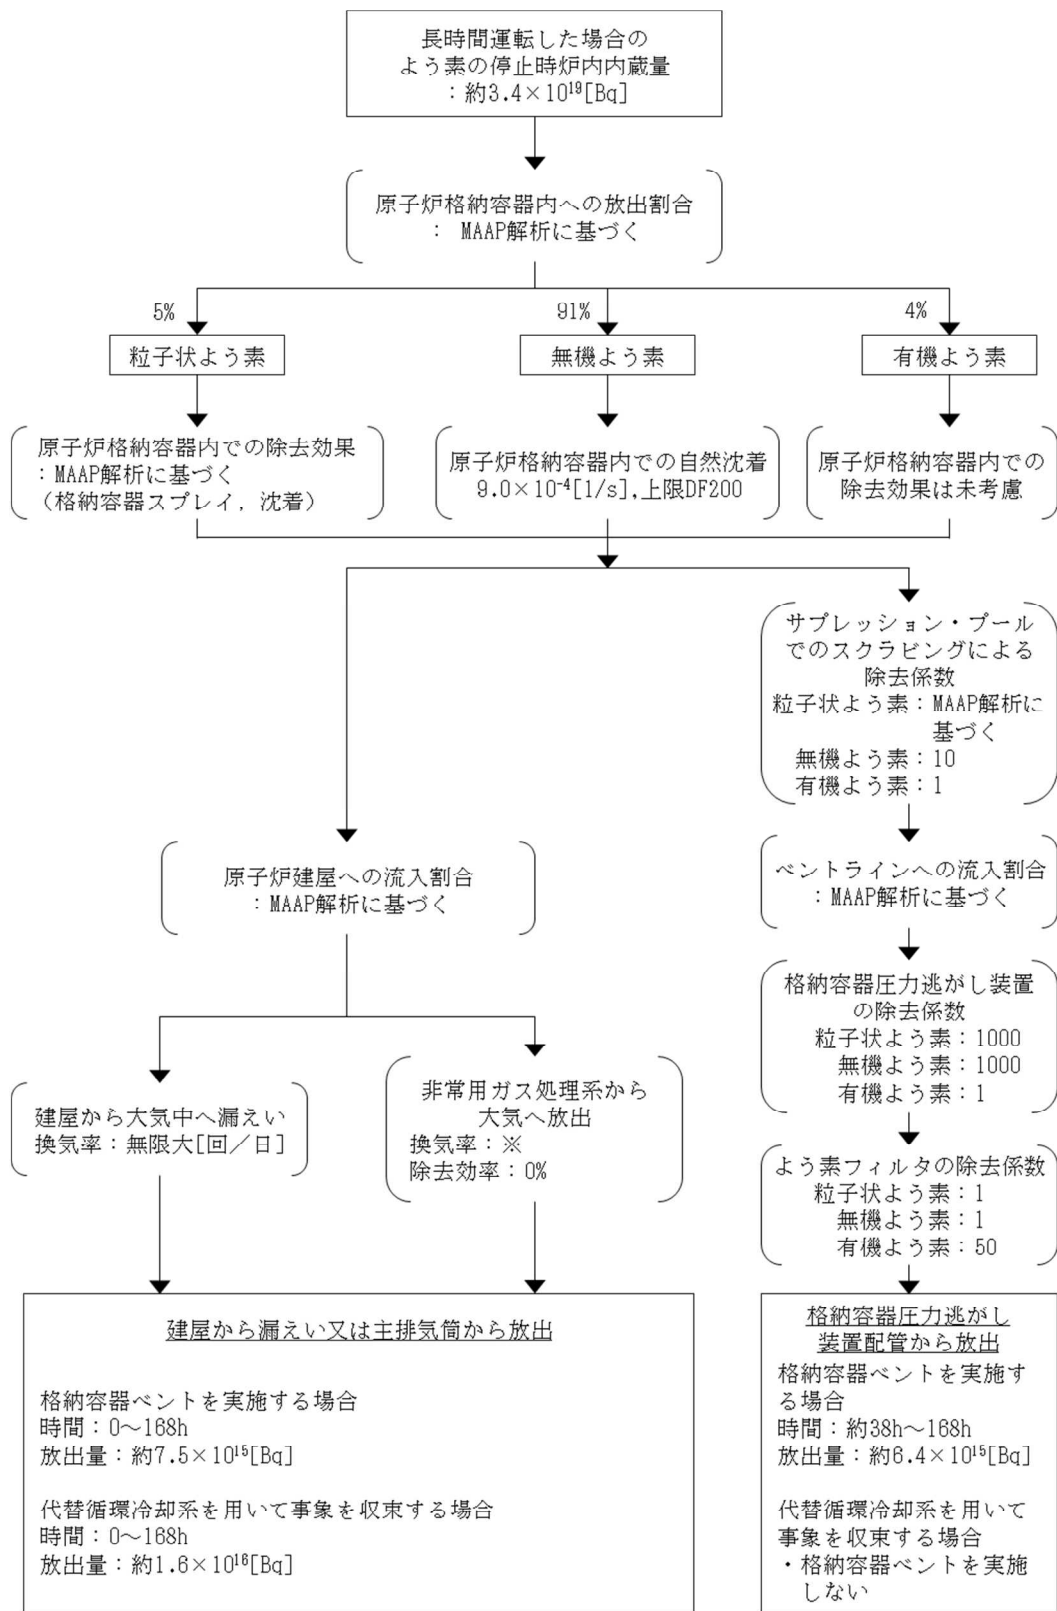 長時間運転した場合の
よう素の停止時炉内内蔵量
：約3.4×10¹⁹[Bq]
原子炉格納容器内への放出割合
： MAAP解析に基づく
5%
91%
4%
粒子状よう素
無機よう素
有機よう素
原子炉格納容器内での除去効果
：MAAP解析に基づく
（格納容器スプレイ，沈着）
原子炉格納容器内での自然沈着
9.0×10⁻⁴[1/s],上限DF200
原子炉格納容器内での
除去効果は未考慮
サプレッション・プール
でのスクラビングによる
除去係数
粒子状よう素：MAAP解析に
基づく
無機よう素：10
有機よう素：1
原子炉建屋への流入割合
：MAAP解析に基づく
ベントラインへの流入割合
：MAAP解析に基づく
格納容器圧力逃がし装置
の除去係数
粒子状よう素：1000
無機よう素：1000
有機よう素：1
建屋から大気中へ漏えい
換気率：無限大[回／日]
非常用ガス処理系から
大気へ放出
換気率：※
除去効率：0%
よう素フィルタの除去係数
粒子状よう素：1
無機よう素：1
有機よう素：50
建屋から漏えい又は主排気筒から放出
格納容器ベントを実施する場合
時間：0～168h
放出量：約7.5×10¹⁵[Bq]
代替循環冷却系を用いて事象を収束する場合
時間：0～168h
放出量：約1.6×10¹⁶[Bq]
格納容器圧力逃がし
装置配管から放出
格納容器ベントを実施す
る場合
時間：約38h～168h
放出量：約6.4×10¹⁵[Bq]
代替循環冷却系を用いて
事象を収束する場合
・格納容器ベントを実施
しない